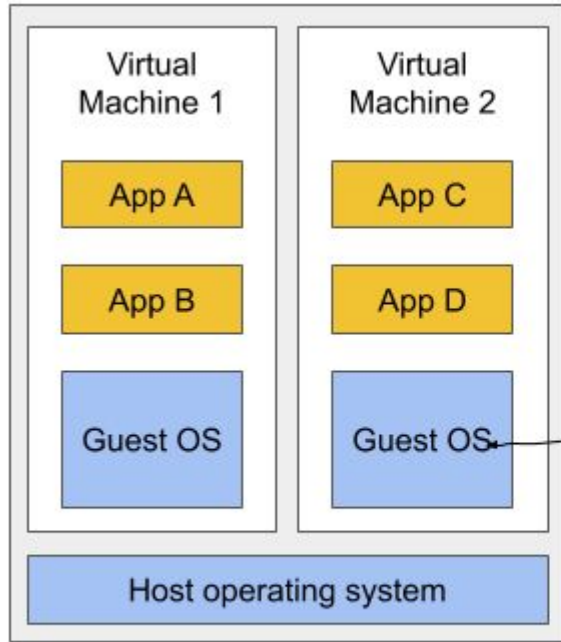 Virtual
Machine 1
App A
App B
Guest OS
Virtual
Machine 2
App C
App D
Guest OS
Host operating system